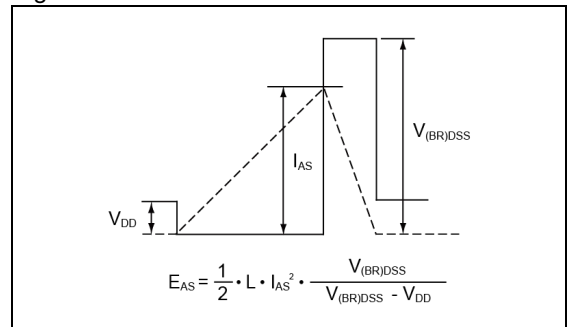 V(BR)DSS
IAS
VDD
EAS = 1/2 • L • IAS² • V(BR)DSS / V(BR)DSS - VDD